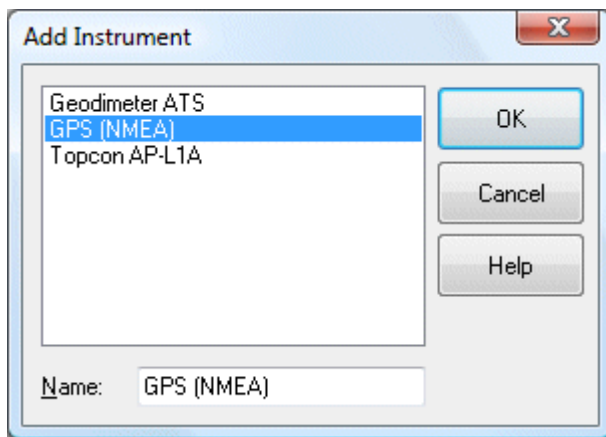 Add Instrument
Geodimeter ATS
GPS (NMEA)
Topcon AP-L1A
OK
Cancel
Help
Name: GPS (NMEA)